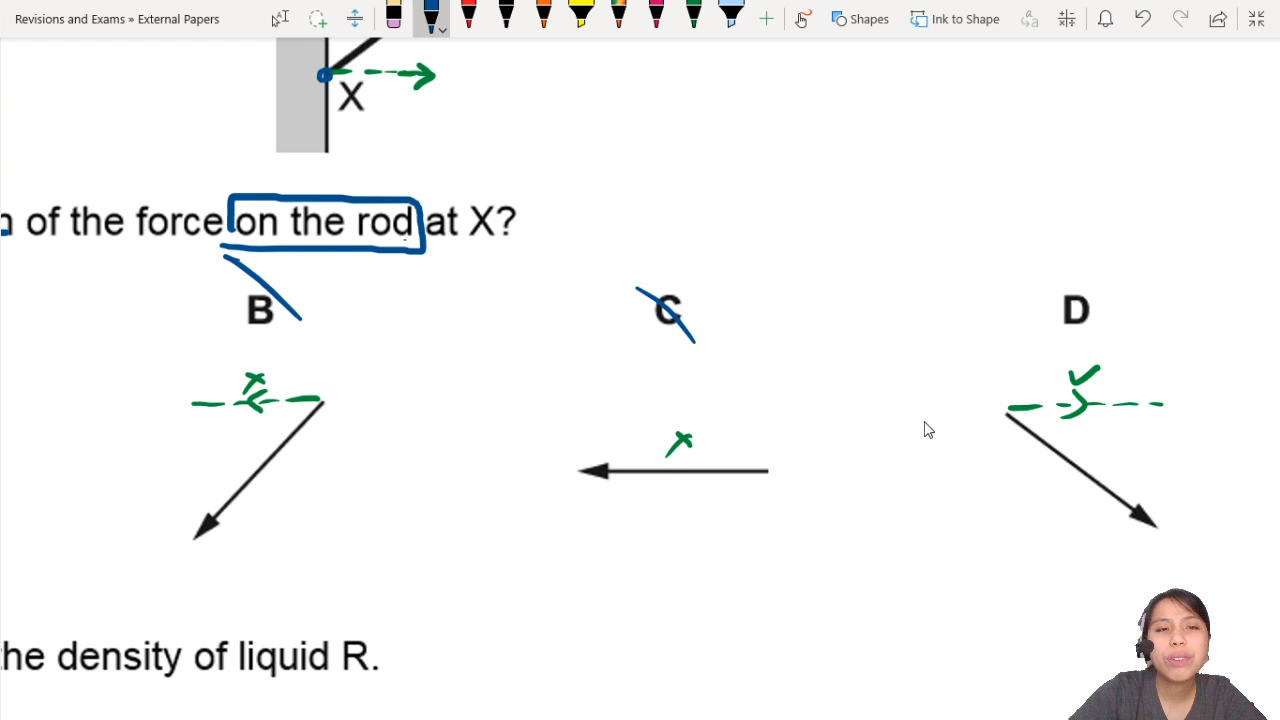 Revisions and Exams » External Papers
Shapes
Ink to Shape
X
of the force on the rod at X?
B
C
D
the density of liquid R.